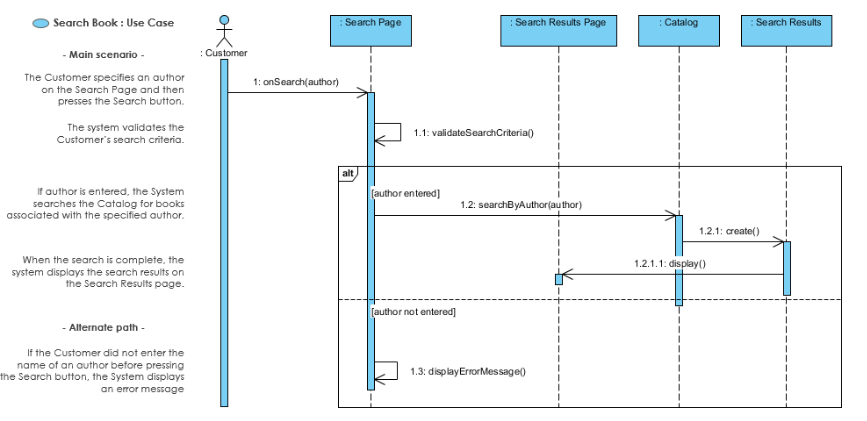 Search Book : Use Case
: Customer
: Search Page
: Search Results Page
: Catalog
: Search Results
- Main scenario -
The Customer specifies an author
on the Search Page and then
presses the Search button.
1: onSearch(author)
The system validates the
Customer's search criteria.
1.1: validateSearchCriteria()
alt
[author entered]
If author is entered, the System
searches the Catalog for books
associated with the specified author.
1.2: searchByAuthor(author)
1.2.1: create()
When the search is complete, the
system displays the search results on
the Search Results page.
1.2.1.1: display()
[author not entered]
- Alternate path -
If the Customer did not enter the
name of an author before pressing
the Search button, the System displays
an error message
1.3: displayErrorMessage()